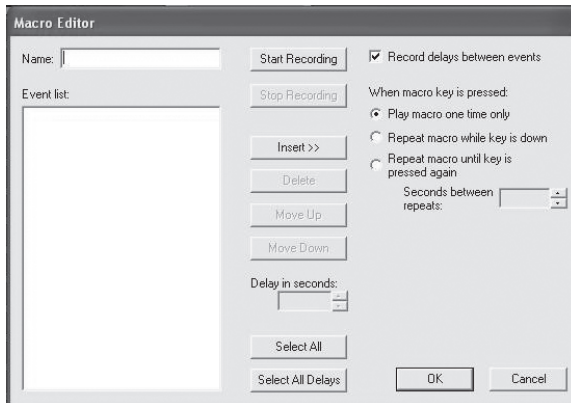 Macro Editor
Name:
Event list:
Start Recording
Stop Recording
Insert >>
Delete
Move Up
Move Down
Delay in seconds:
Select All
Select All Delays
Record delays between events
When macro key is pressed:
Play macro one time only
Repeat macro while key is down
Repeat macro until key is
pressed again
Seconds between
repeats:
OK
Cancel